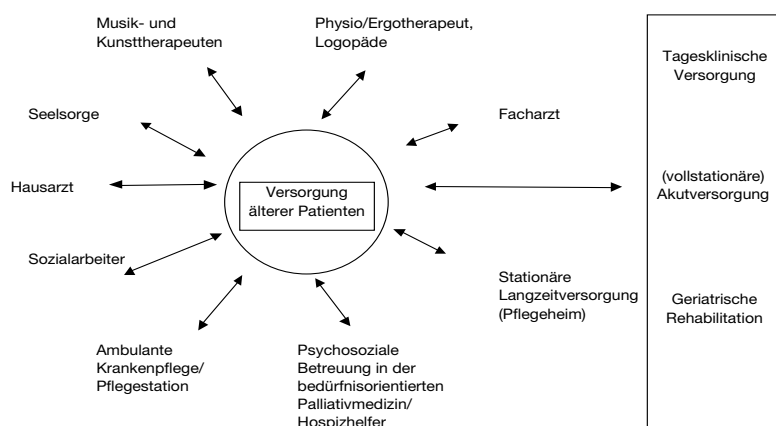 Musik- und
Kunsttherapeuten
Physio/Ergotherapeut,
Logopäde
Tagesklinische
Versorgung
Seelsorge
Facharzt
Hausarzt
Versorgung
älterer Patienten
(vollstationäre)
Akutversorgung
Sozialarbeiter
Stationäre
Langzeitversorgung
(Pflegeheim)
Geriatrische
Rehabilitation
Ambulante
Krankenpflege/
Pflegestation
Psychosoziale
Betreuung in der
bedürfnisorientierten
Palliativmedizin/
Hospizhelfer